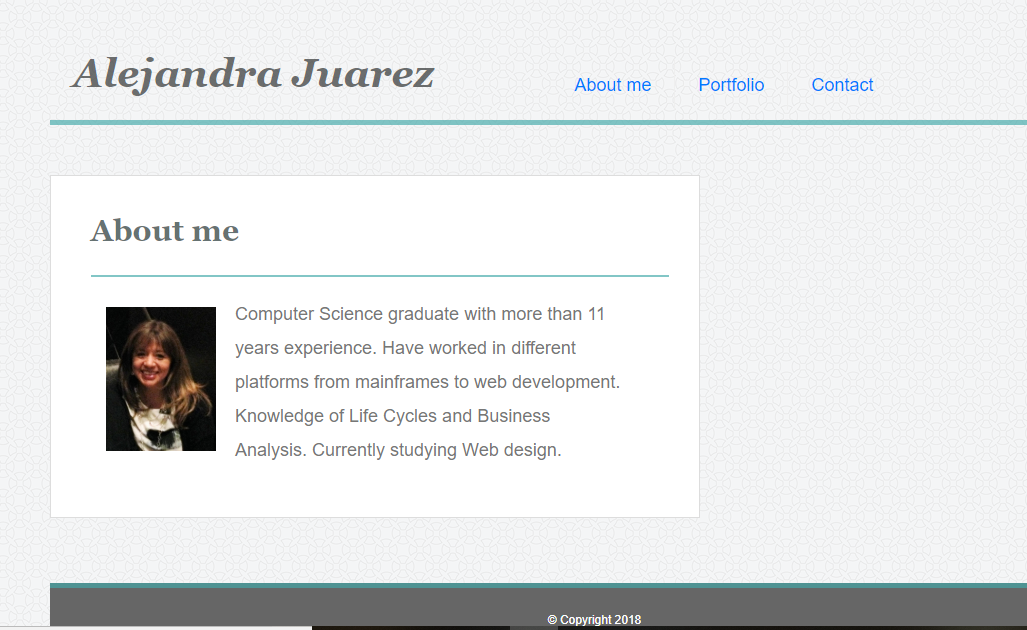 Alejandra Juarez
About me Portfolio Contact
About me
Computer Science graduate with more than 11
years experience. Have worked in different
platforms from mainframes to web development.
Knowledge of Life Cycles and Business
Analysis. Currently studying Web design.
© Copyright 2018